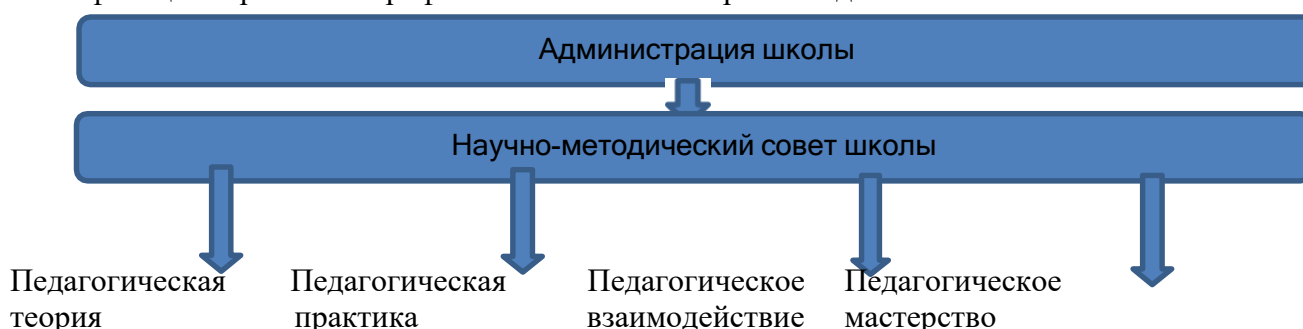 Администрация школы
Научно-методический совет школы
Педагогическая Педагогическая Педагогическое Педагогическое
теория практика взаимодействие мастерство